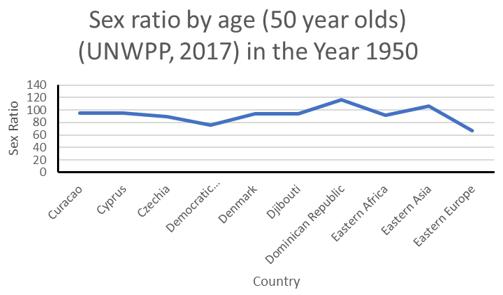 Sex ratio by age (50 year olds)
(UNWPP, 2017) in the Year 1950
140
120
100
80
60
40
20
0
Sex Ratio
Curacao
Cyprus
Czechia
Democratic...
Denmark
Djibouti
Dominican Republic
Eastern Africa
Eastern Asia
Eastern Europe
Country